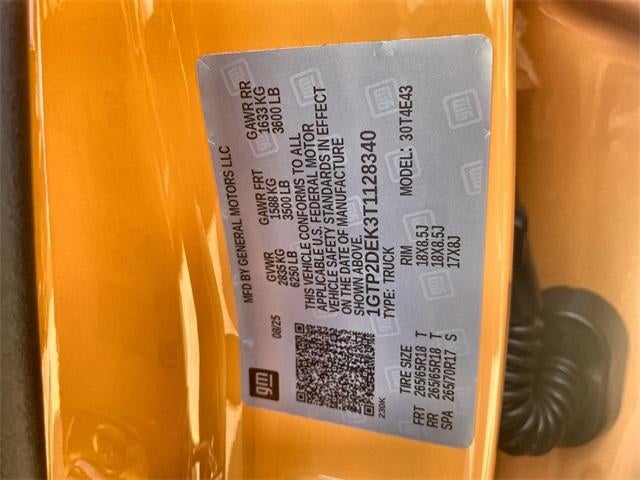 MFD BY GENERAL MOTORS LLC
08/25
GVWR GAWR FRT GAWR RR
2835 KG 1588 KG 1633 KG
6250 LB 3500 LB 3600 LB
THIS VEHICLE CONFORMS TO ALL
APPLICABLE U.S. FEDERAL MOTOR
VEHICLE SAFETY STANDARDS IN EFFECT
ON THE DATE OF MANUFACTURE
SHOWN ABOVE.
1GTP2DEK3T1128340
TYPE: TRUCK MODEL: 30T4E43
TIRE SIZE RIM
FRT 265/65R18 T 18X8.5J
RR 265/65R18 T 18X8.5J
SPA 265/70R17 S 17X8J
gm
230K